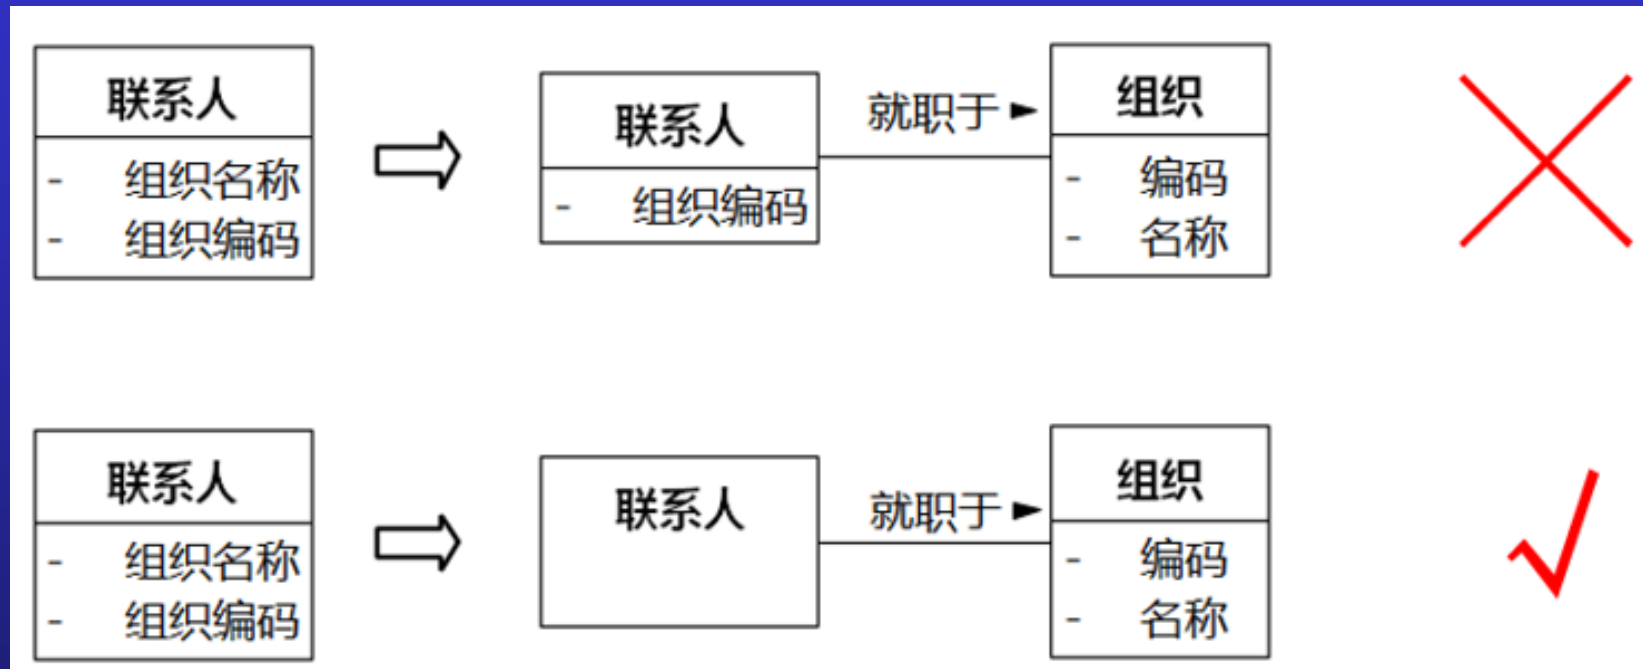 联系人
- 组织名称
- 组织编码
联系人
- 组织编码
就职于
组织
- 编码
- 名称
联系人
- 组织名称
- 组织编码
联系人
就职于
组织
- 编码
- 名称